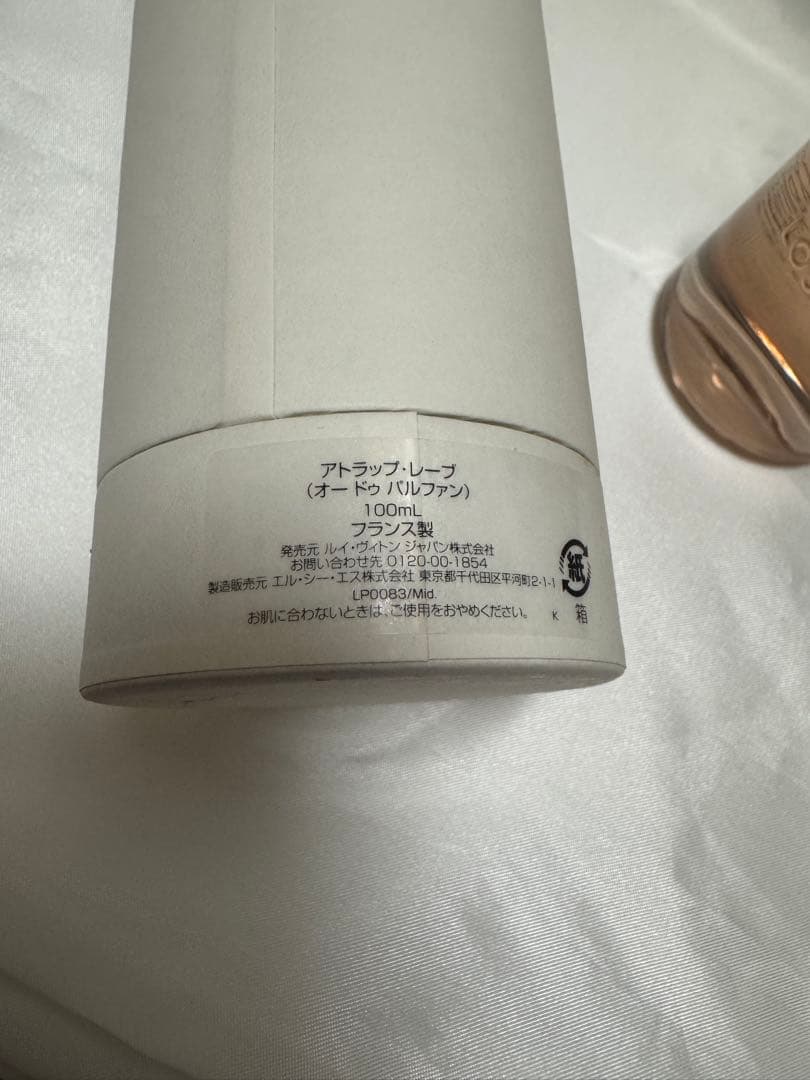 アトラップ・レーブ
(オー ドゥ パルファン)
100mL
フランス製
発売元 ルイ・ヴィトン ジャパン株式会社
お問い合わせ先 0120-00-1854
製造販売元 エル・シー・エス株式会社 東京都千代田区平河町2-1-1
LP0083/Mid.
お肌に合わないときは、ご使用をおやめください。
K
紙
箱